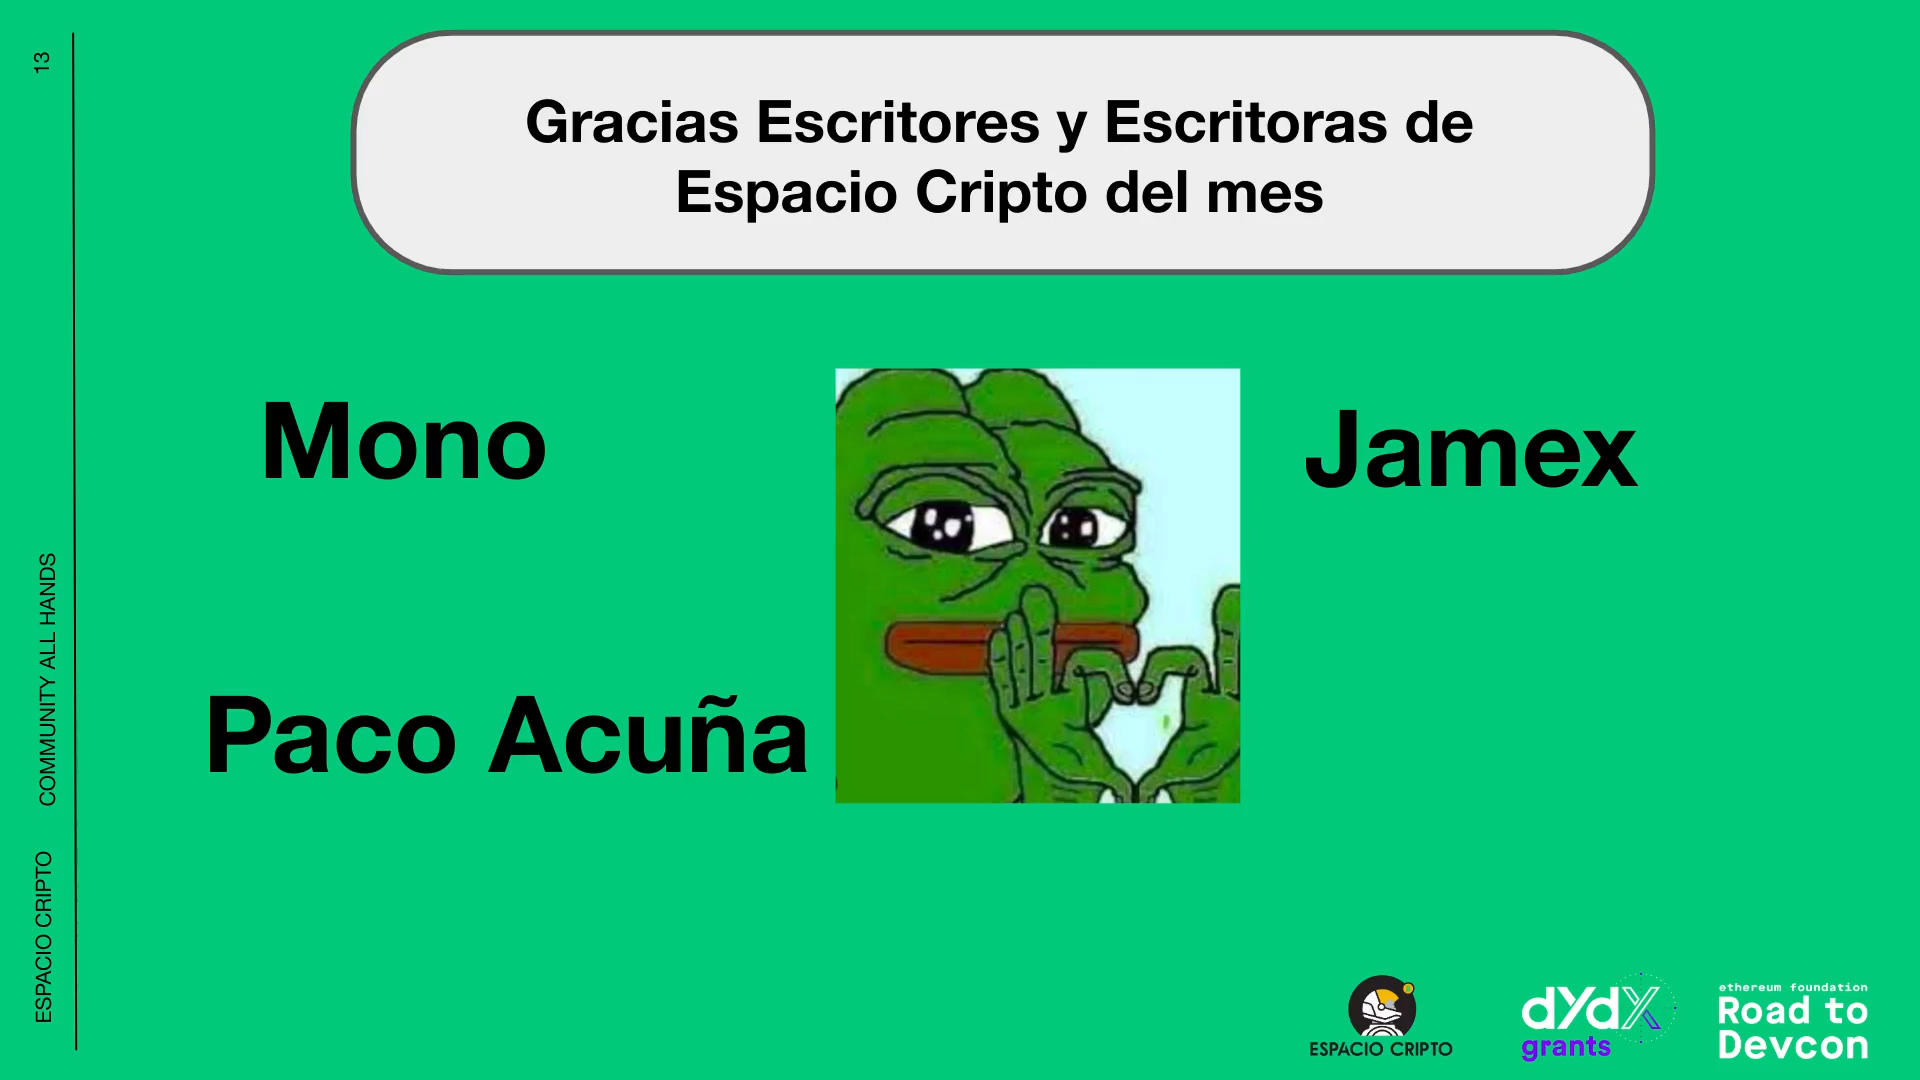 13
Gracias Escritores y Escritoras de
Espacio Cripto del mes
Mono
Jamex
Paco Acuña
ESPACIO CRIPTO COMMUNITY ALL HANDS
ESPACIO CRIPTO
dYdX
grants
ethereum foundation
Road to
Devcon